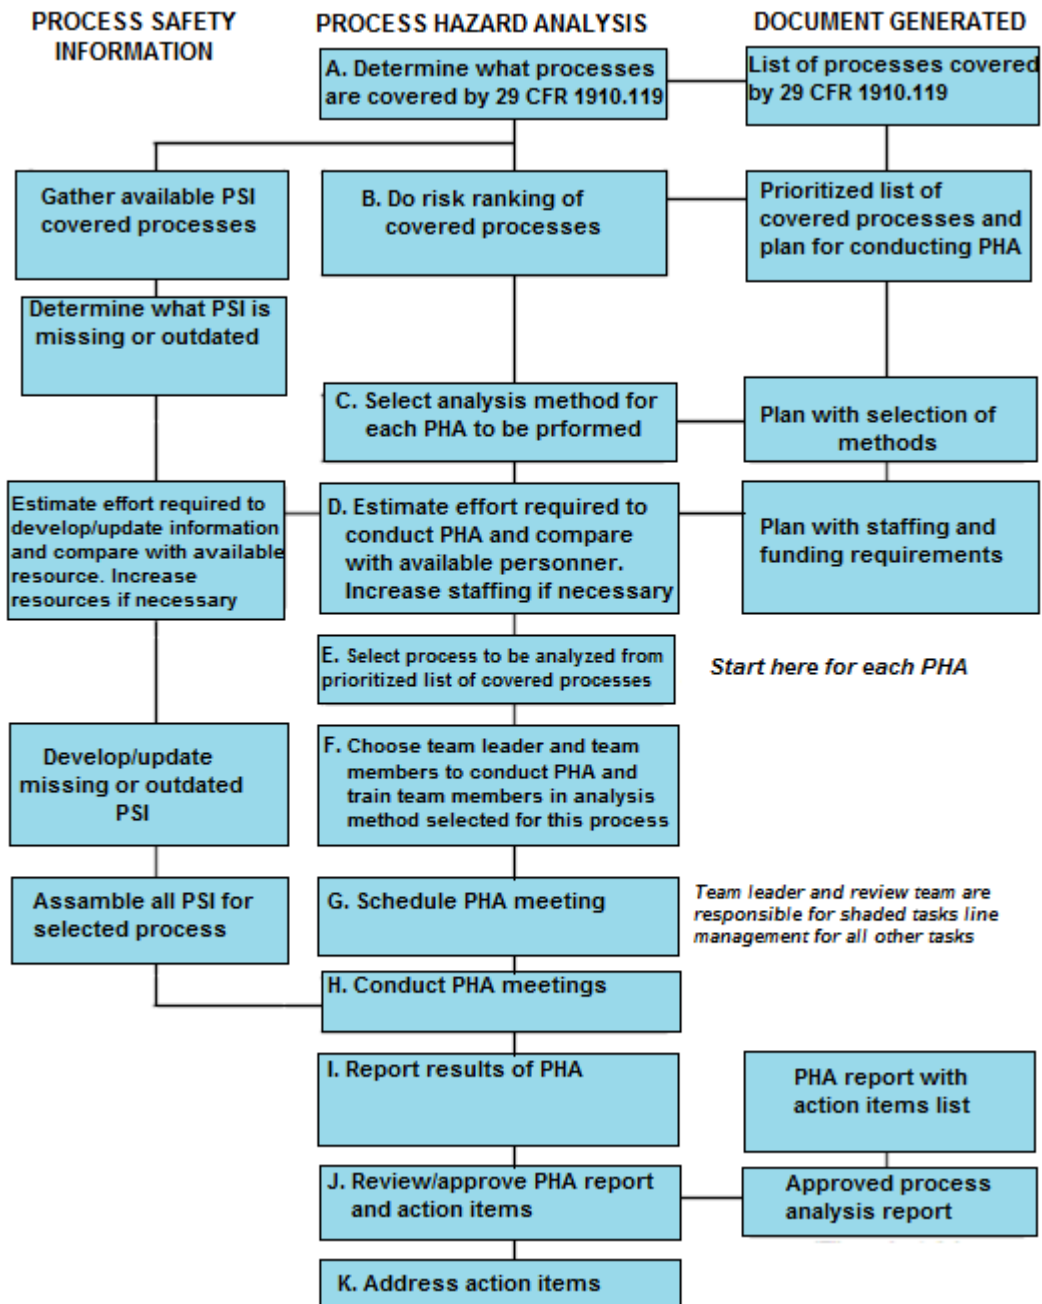 PROCESS SAFETY
INFORMATION
PROCESS HAZARD ANALYSIS
DOCUMENT GENERATED
A. Determine what processes
are covered by 29 CFR 1910.119
List of processes covered
by 29 CFR 1910.119
Gather available PSI
covered processes
B. Do risk ranking of
covered processes
Prioritized list of
covered processes and
plan for conducting PHA
Determine what PSI is
missing or outdated
C. Select analysis method for
each PHA to be prformed
Plan with selection of
methods
Estimate effort required to
develop/update information
and compare with available
resource. Increase
resources if necessary
D. Estimate effort required to
conduct PHA and compare
with available personner.
Increase staffing if necessary
Plan with staffing and
funding requirements
E. Select process to be analyzed from
prioritized list of covered processes
Start here for each PHA
Develop/update
missing or outdated
PSI
F. Choose team leader and team
members to conduct PHA and
train team members in analysis
method selected for this process
Assamble all PSI for
selected process
G. Schedule PHA meeting
Team leader and review team are
responsible for shaded tasks line
management for all other tasks
H. Conduct PHA meetings
I. Report results of PHA
PHA report with
action items list
J. Review/approve PHA report
and action items
Approved process
analysis report
K. Address action items